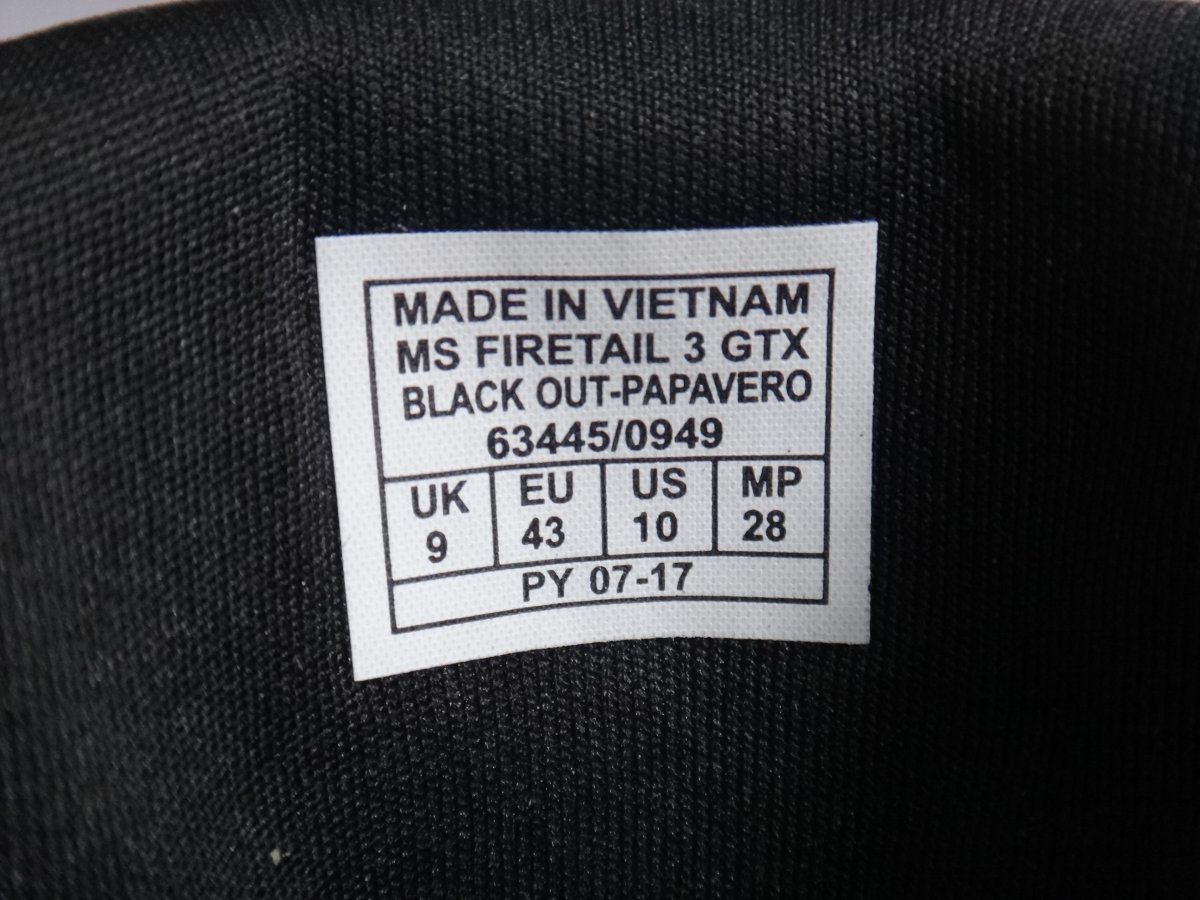 MADE IN VIETNAM
MS FIRETAIL 3 GTX
BLACK OUT-PAPAVERO
63445/0949
UK EU US MP
9 43 10 28
PY 07-17